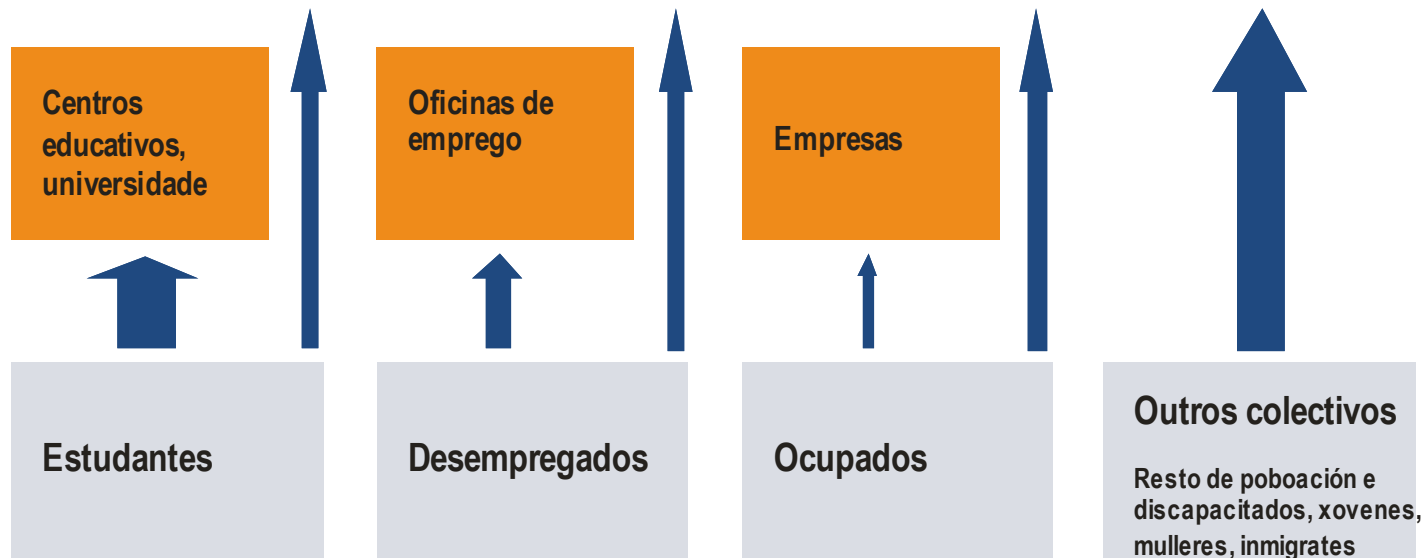 Centros
educativos,
universidade
Oficinas de
emprego
Empresas
Estudantes
Desempregados
Ocupados
Outros colectivos
Resto de poboación e
discapacitados, xovenes,
mulleres, inmigrates